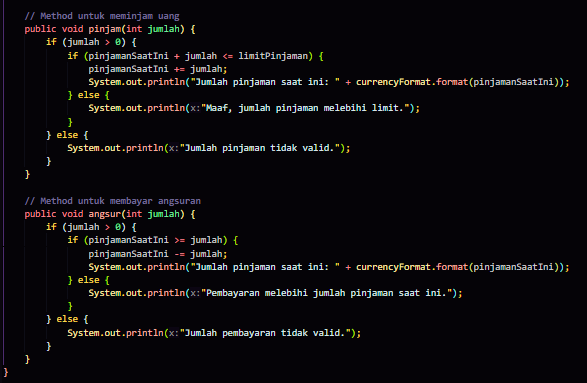 // Method untuk meminjam uang
public void pinjam(int jumlah) {
if (jumlah > 0) {
if (pinjamanSaatIni + jumlah <= limitPinjaman) {
pinjamanSaatIni += jumlah;
System.out.println("Jumlah pinjaman saat ini: " + currencyFormat.format(pinjamanSaatIni));
} else {
System.out.println(x:"Maaf, jumlah pinjaman melebihi limit.");
}
} else {
System.out.println(x:"Jumlah pinjaman tidak valid.");
}
}
// Method untuk membayar angsuran
public void angsur(int jumlah) {
if (jumlah > 0) {
if (pinjamanSaatIni >= jumlah) {
pinjamanSaatIni -= jumlah;
System.out.println("Jumlah pinjaman saat ini: " + currencyFormat.format(pinjamanSaatIni));
} else {
System.out.println(x:"Pembayaran melebihi jumlah pinjaman saat ini.");
}
} else {
System.out.println(x:"Jumlah pembayaran tidak valid.");
}
}
}